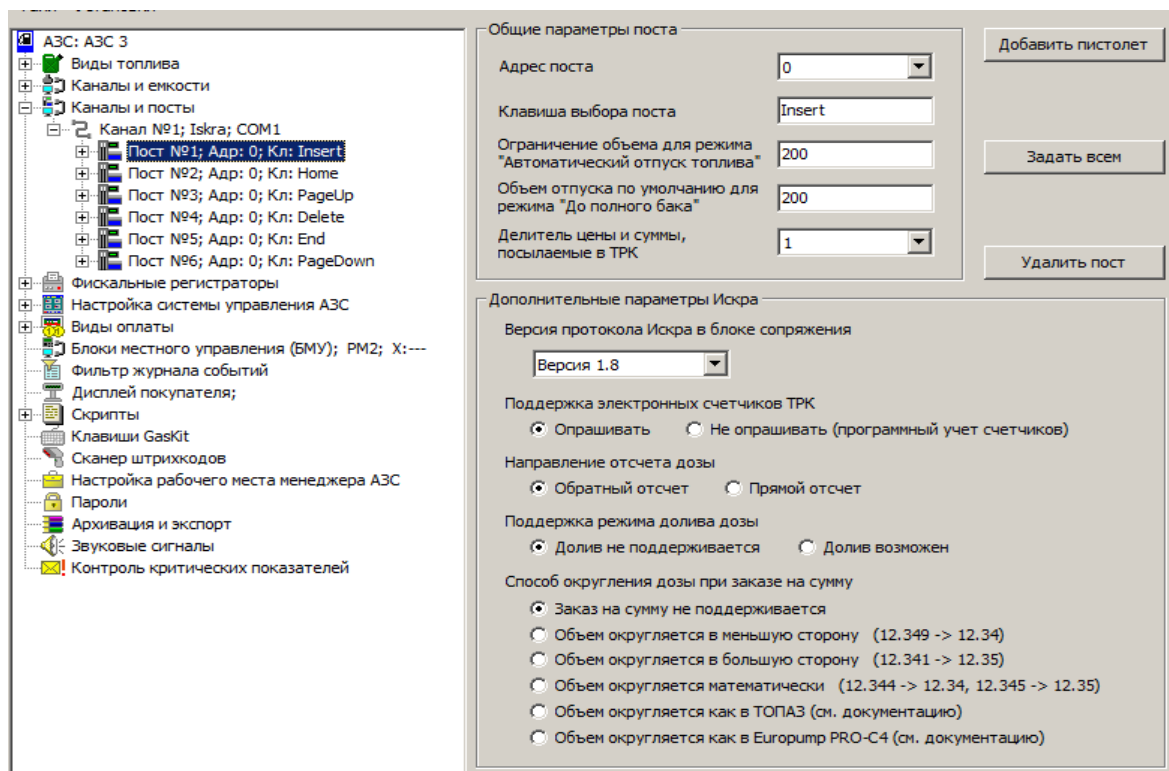 АЗС: АЗС 3
Виды топлива
Каналы и емкости
Каналы и посты
Канал №1; Iskra; COM1
Пост №1; Адр: 0; Кл: Insert
Пост №2; Адр: 0; Кл: Home
Пост №3; Адр: 0; Кл: PageUp
Пост №4; Адр: 0; Кл: Delete
Пост №5; Адр: 0; Кл: End
Пост №6; Адр: 0; Кл: PageDown
Фискальные регистраторы
Настройка системы управления АЗС
Виды оплаты
Блоки местного управления (БМУ); PM2; X:---
Фильтр журнала событий
Дисплей покупателя;
Скрипты
Клавиши GasKit
Сканер штрихкодов
Настройка рабочего места менеджера АЗС
Пароли
Архивация и экспорт
Звуковые сигналы
Контроль критических показателей
Общие параметры поста
Адрес поста
0
Клавиша выбора поста
Insert
Ограничение объема для режима
"Автоматический отпуск топлива"
200
Объем отпуска по умолчанию для
режима "До полного бака"
200
Делитель цены и суммы,
посылаемые в ТРК
1
Добавить пистолет
Задать всем
Удалить пост
Дополнительные параметры Искра
Версия протокола Искра в блоке сопряжения
Версия 1.8
Поддержка электронных счетчиков ТРК
Опрашивать Не опрашивать (программный учет счетчиков)
Направление отсчета дозы
Обратный отсчет Прямой отсчет
Поддержка режима долива дозы
Долив не поддерживается Долив возможен
Способ округления дозы при заказе на сумму
Заказ на сумму не поддерживается
Объем округляется в меньшую сторону (12.349 -> 12.34)
Объем округляется в большую сторону (12.341 -> 12.35)
Объем округляется математически (12.344 -> 12.34, 12.345 -> 12.35)
Объем округляется как в ТОПАЗ (см. документацию)
Объем округляется как в Europump PRO-C4 (см. документацию)